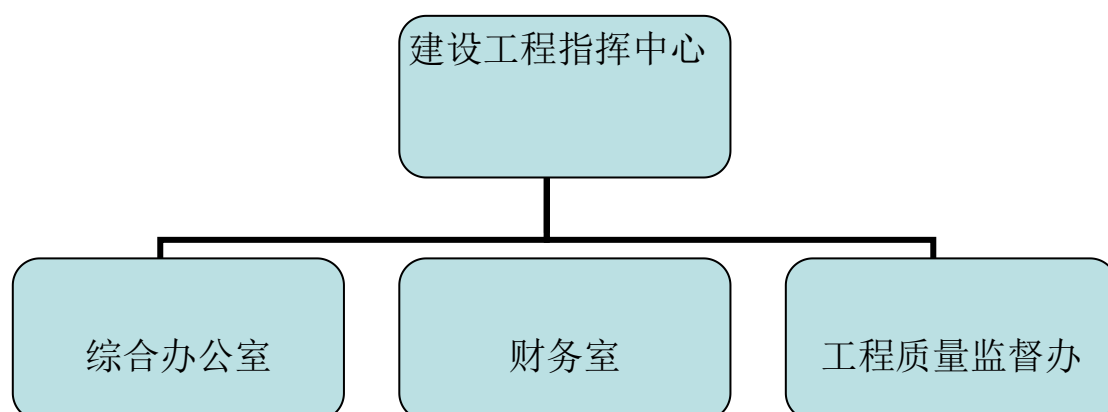 建设工程指挥中心
综合办公室
财务室
工程质量监督办